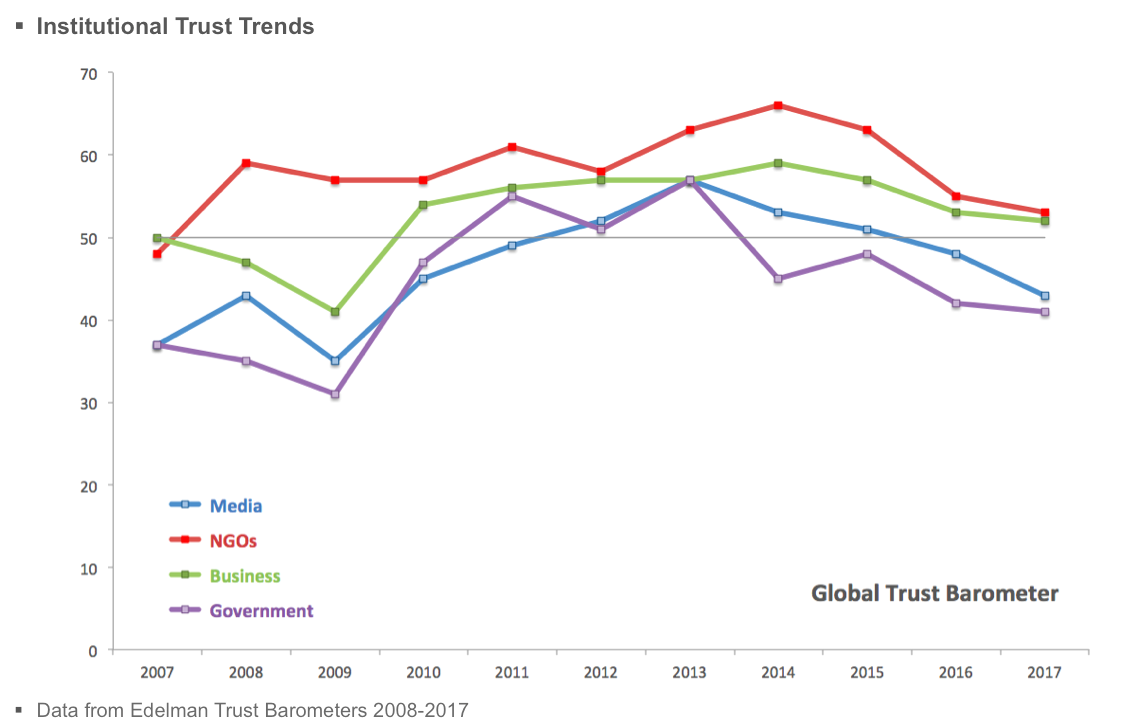 ▪ Institutional Trust Trends
70
60
50
40
30
20
10
0
Media
NGOs
Business
Government
Global Trust Barometer
2007 2008 2009 2010 2011 2012 2013 2014 2015 2016 2017
▪ Data from Edelman Trust Barometers 2008-2017